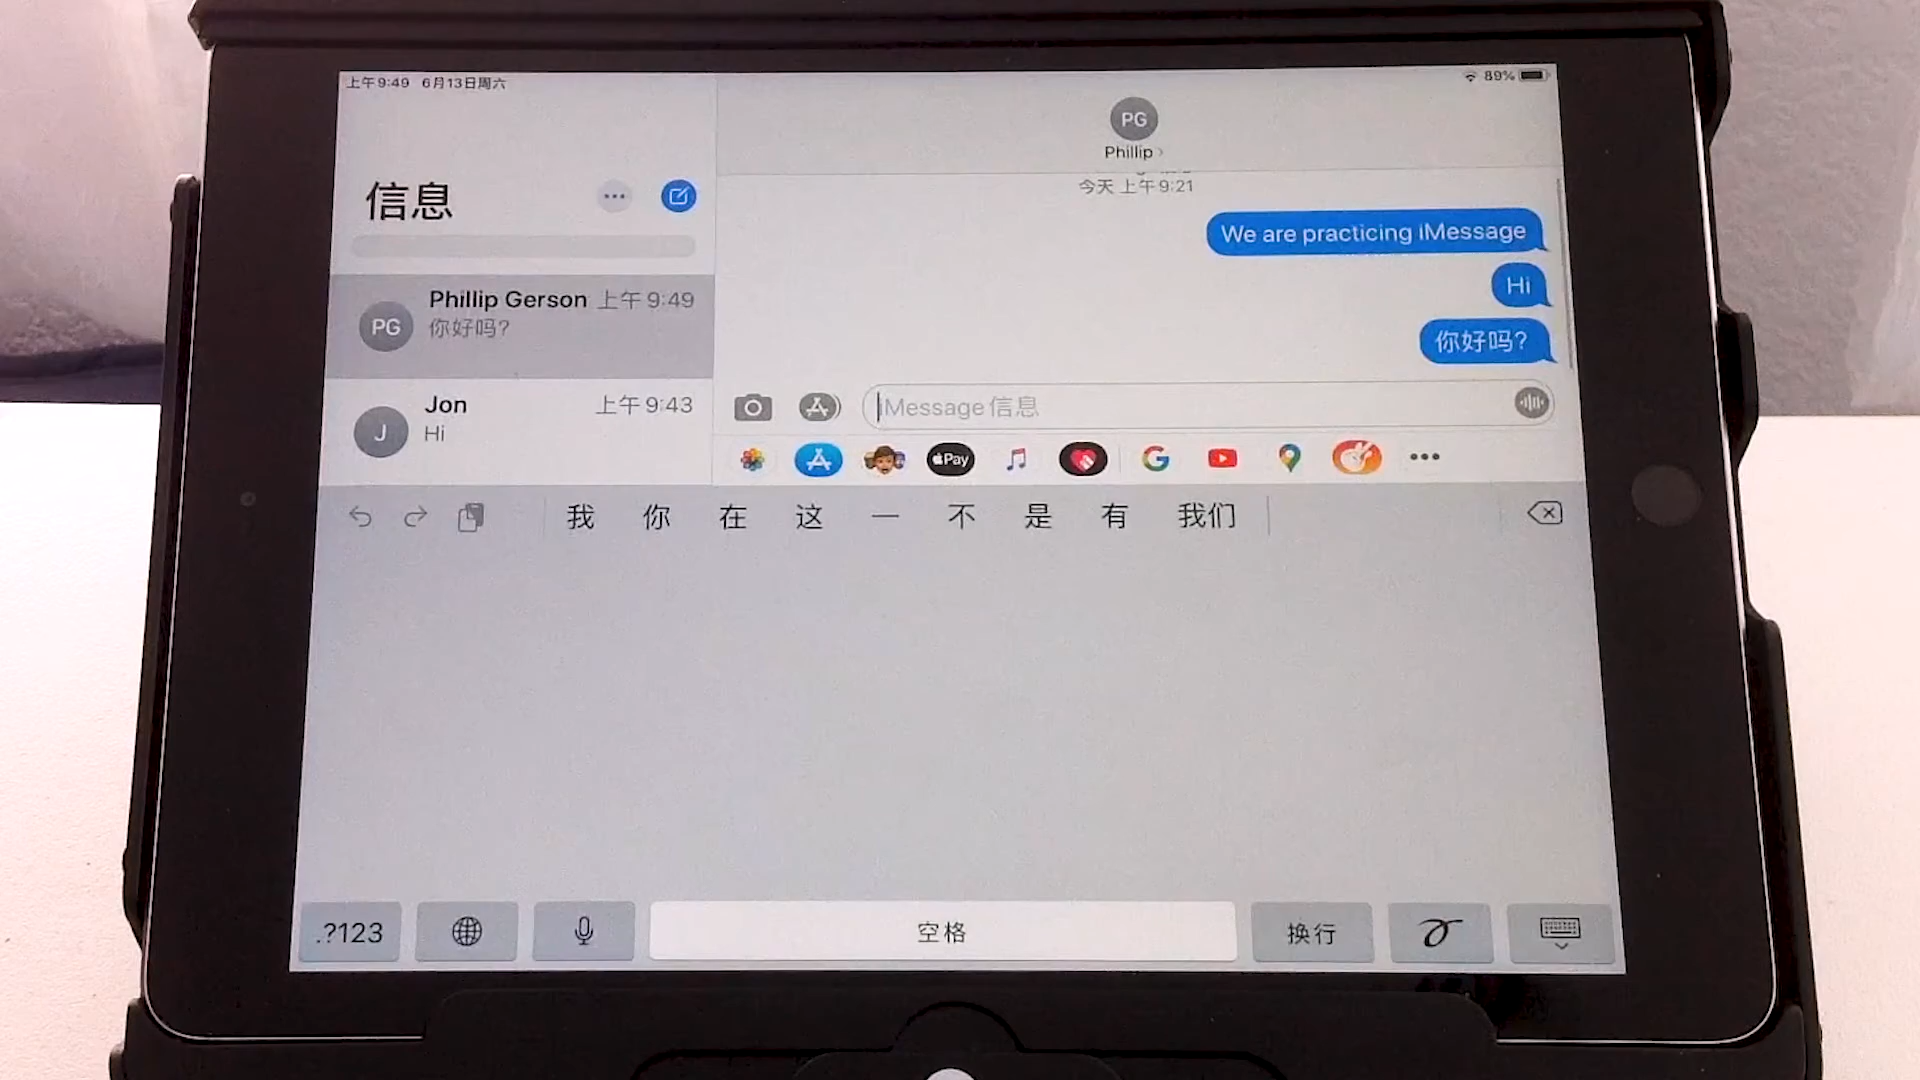 上午9:49 6月13日周六
89%
信息
PG
Phillip
今天 上午9:21
We are practicing iMessage
Hi
你好吗?
PG
Phillip Gerson 上午9:49
你好吗?
J
Jon 上午9:43
Hi
iMessage 信息
Pay
我 你 在 这 一 不 是 有 我们
.?123
空格
换行